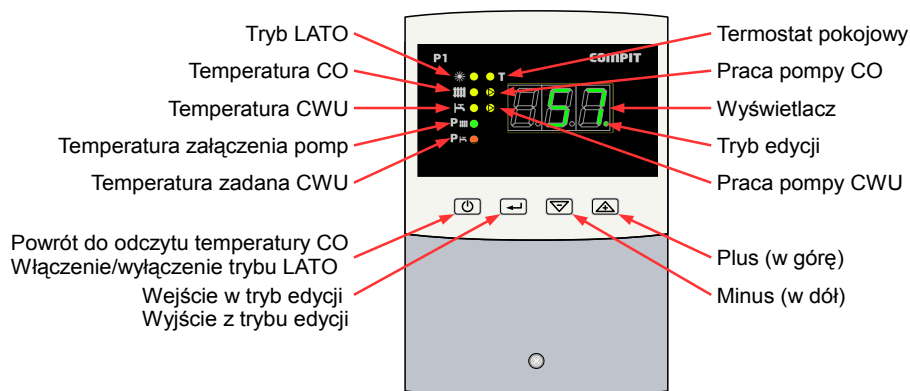 Tryb LATO
Temperatura CO
Temperatura CWU
Temperatura załączenia pomp
Temperatura zadana CWU
Powrót do odczytu temperatury CO
Włączenie/wyłączenie trybu LATO
Wejście w tryb edycji
Wyjście z trybu edycji
P1
COMPIT
T
P
P
57.
Termostat pokojowy
Praca pompy CO
Wyświetlacz
Tryb edycji
Praca pompy CWU
Plus (w górę)
Minus (w dół)